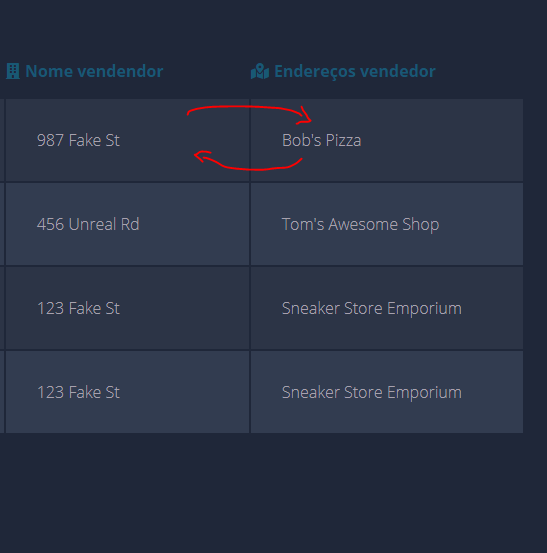 Nome vendendor Endereços vendedor
987 Fake St Bob's Pizza
456 Unreal Rd Tom's Awesome Shop
123 Fake St Sneaker Store Emporium
123 Fake St Sneaker Store Emporium